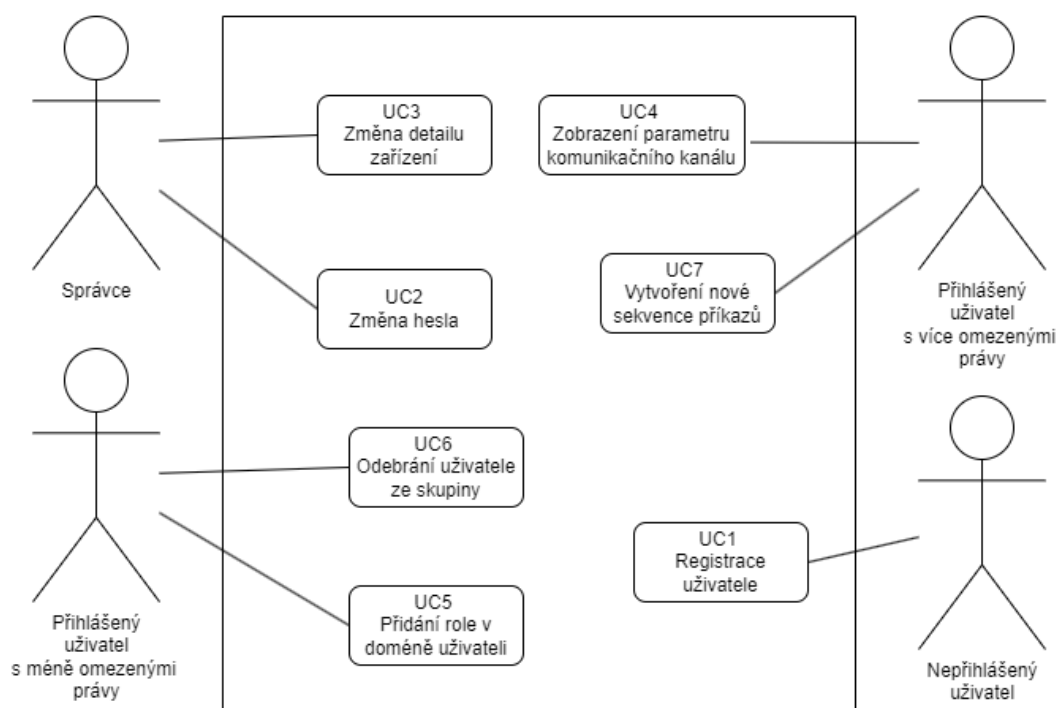 UC3
Změna detailu
zařízení
UC4
Zobrazení parametru
komunikačního kanálu
Správce
UC2
Změna hesla
UC7
Vytvoření nové
sekvence příkazů
Přihlášený
uživatel
s více omezenými
právy
UC6
Odebrání uživatele
ze skupiny
UC1
Registrace
uživatele
UC5
Přidání role v
doméně uživateli
Přihlášený
uživatel
s méně omezenými
právy
Nepřihlášený
uživatel